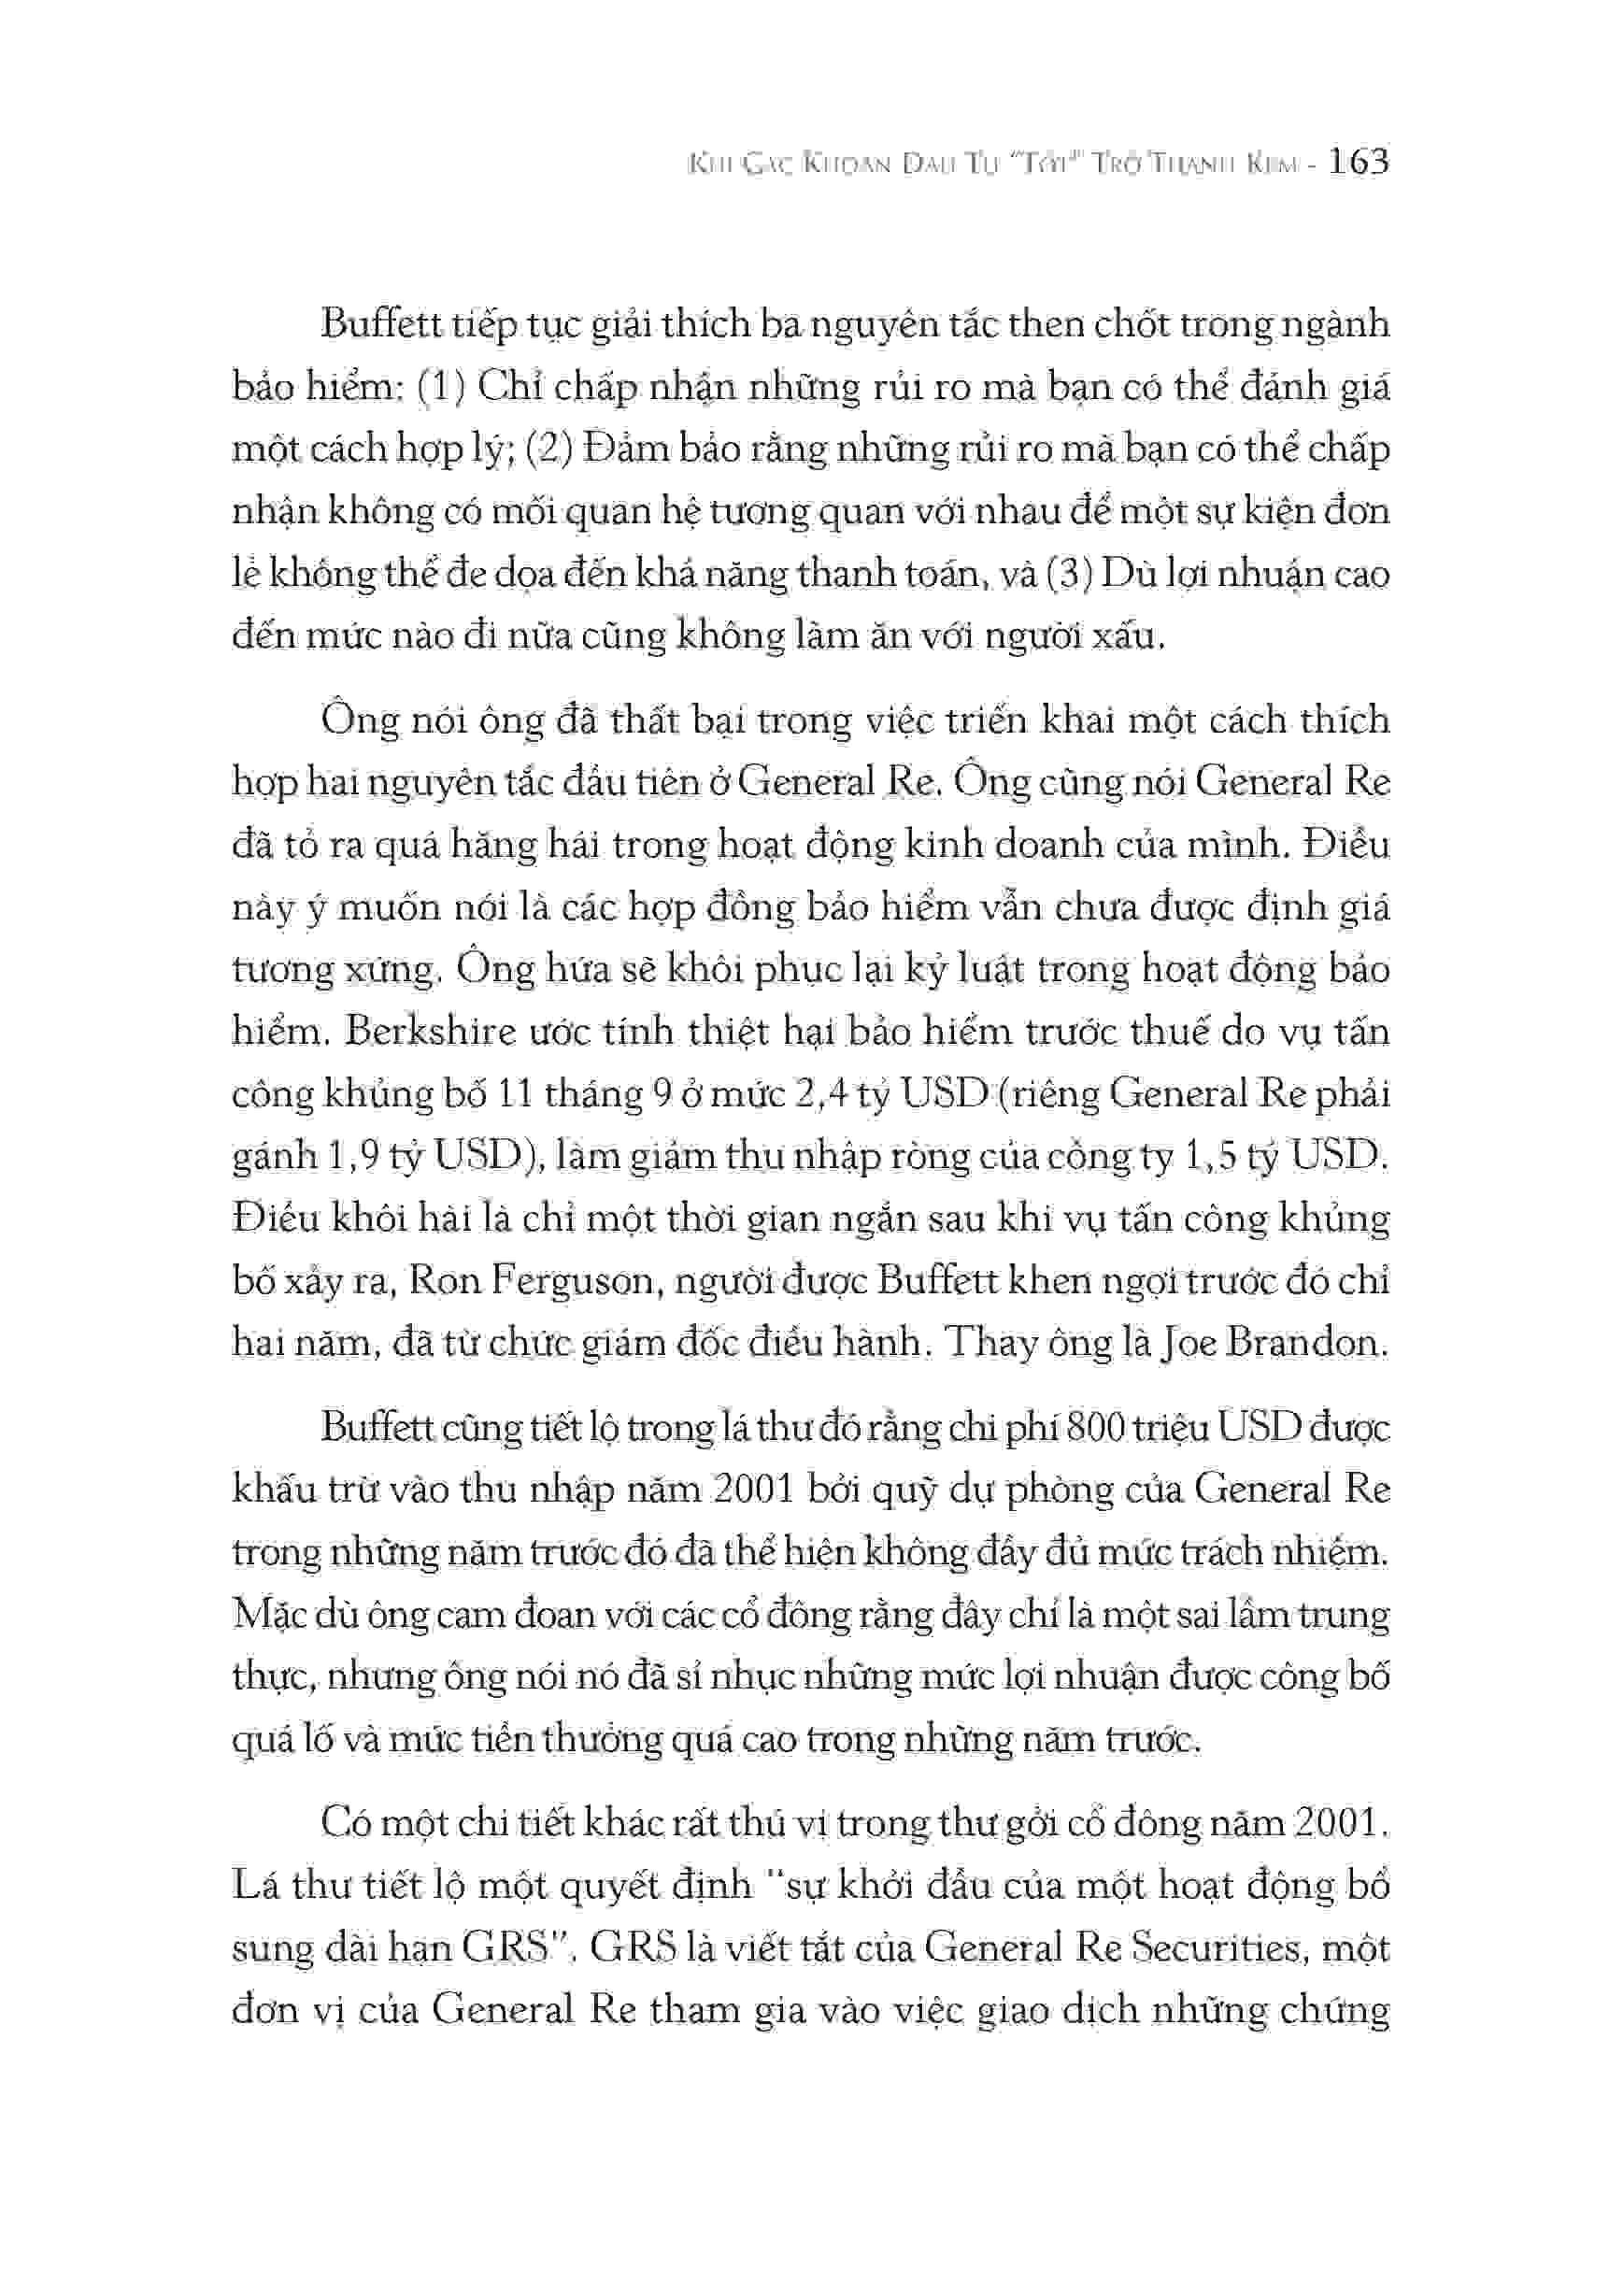 KHI CÁC KHOẢN ĐẦU TƯ “TỐT” TRỞ THÀNH KÉM - 163
Buffett tiếp tục giải thích ba nguyên tắc then chốt trong ngành
bảo hiểm: (1) Chỉ chấp nhận những rủi ro mà bạn có thể đánh giá
một cách hợp lý; (2) Đảm bảo rằng những rủi ro mà bạn có thể chấp
nhận không có mối quan hệ tương quan với nhau để một sự kiện đơn
lẻ không thể đe dọa đến khả năng thanh toán, và (3) Dù lợi nhuận cao
đến mức nào đi nữa cũng không làm ăn với người xấu.
Ông nói ông đã thất bại trong việc triển khai một cách thích
hợp hai nguyên tắc đầu tiên ở General Re. Ông cũng nói General Re
đã tỏ ra quá hăng hái trong hoạt động kinh doanh của mình. Điều
này ý muốn nói là các hợp đồng bảo hiểm vẫn chưa được định giá
tương xứng. Ông hứa sẽ khôi phục lại kỷ luật trong hoạt động bảo
hiểm. Berkshire ước tính thiệt hại bảo hiểm trước thuế do vụ tấn
công khủng bố 11 tháng 9 ở mức 2,4 tỷ USD (riêng General Re phải
gánh 1,9 tỷ USD), làm giảm thu nhập ròng của công ty 1,5 tỷ USD.
Điều khôi hài là chỉ một thời gian ngắn sau khi vụ tấn công khủng
bố xảy ra, Ron Ferguson, người được Buffett khen ngợi trước đó chỉ
hai năm, đã từ chức giám đốc điều hành. Thay ông là Joe Brandon.
Buffett cũng tiết lộ trong lá thư đó rằng chi phí 800 triệu USD được
khấu trừ vào thu nhập năm 2001 bởi quỹ dự phòng của General Re
trong những năm trước đó đã thể hiện không đầy đủ mức trách nhiệm.
Mặc dù ông cam đoan với các cổ đông rằng đây chỉ là một sai lầm trung
thực, nhưng ông nói nó đã sỉ nhục những mức lợi nhuận được công bố
quá lố và mức tiền thưởng quá cao trong những năm trước.
Có một chi tiết khác rất thú vị trong thư gởi cổ đông năm 2001.
Lá thư tiết lộ một quyết định “sự khởi đầu của một hoạt động bổ
sung dài hạn GRS”. GRS là viết tắt của General Re Securities, một
đơn vị của General Re tham gia vào việc giao dịch những chứng